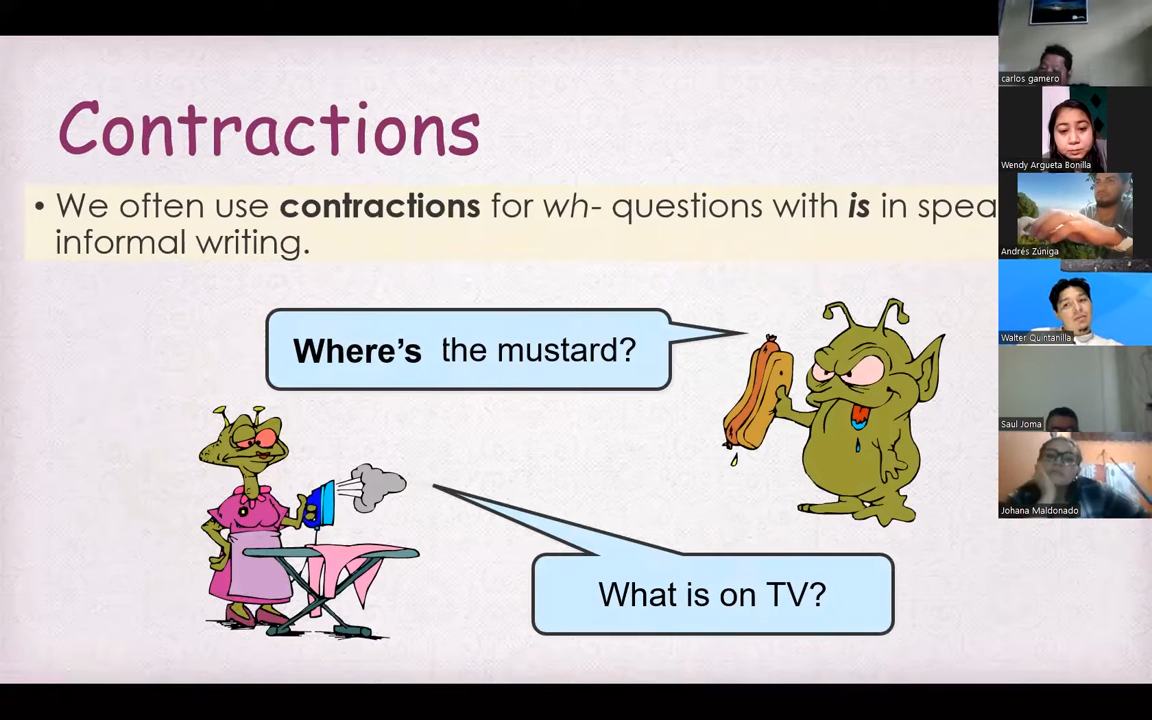 Contractions
• We often use contractions for wh- questions with is in
informal writing.
Where's the mustard?
What is on TV?
carlos gamero
Wendy Argueta Bonilla
Andrés Zúniga
Walter Quintanilla
Saul Joma
Johana Maldonado